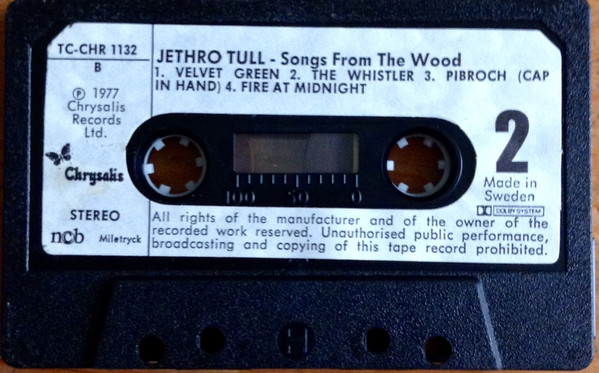 TC-CHR 1132
B
℗ 1977
Chrysalis
Records
Ltd.
Chrysalis
STEREO
ncb Miletryck
JETHRO TULL - Songs From The Wood
1. VELVET GREEN 2. THE WHISTLER 3. PIBROCH (CAP
IN HAND) 4. FIRE AT MIDNIGHT
100 50 0
2
Made in
Sweden
DOLBY SYSTEM
All rights of the manufacturer and of the owner of the
recorded work reserved. Unauthorised public performance,
broadcasting and copying of this tape record prohibited.